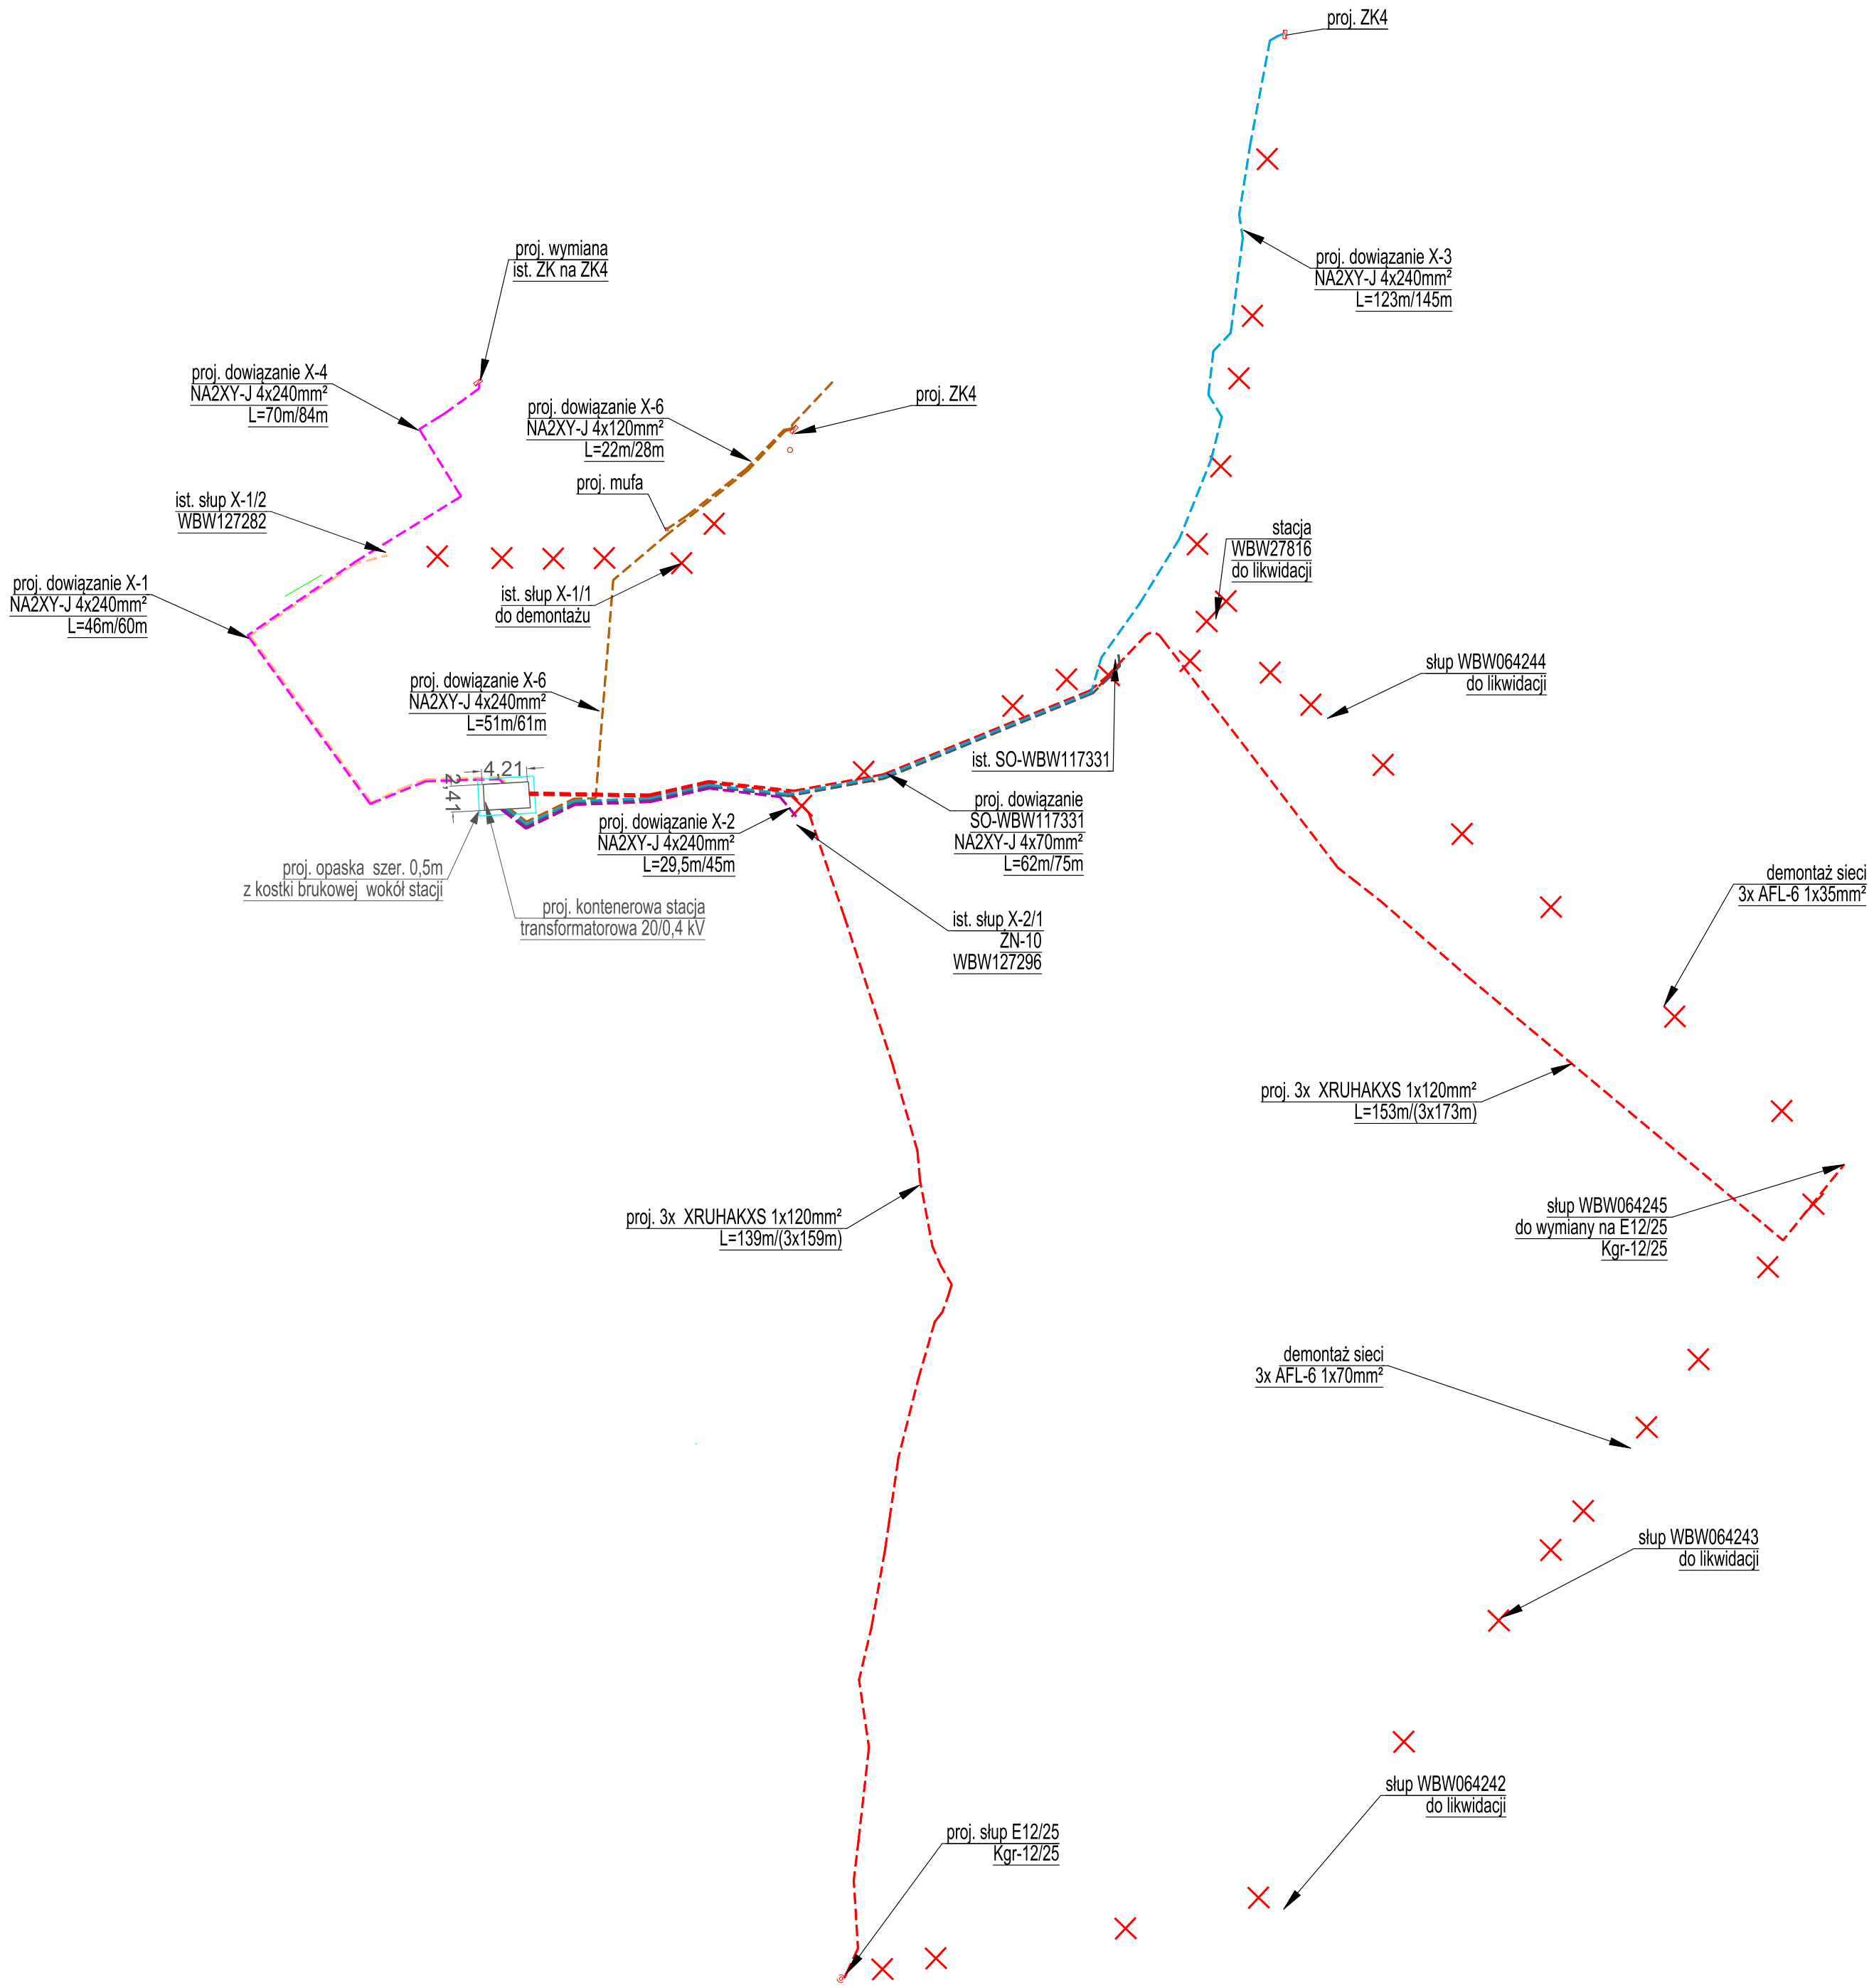 proj. ZK4
proj. wymiana
ist. ZK na ZK4
proj. dowiązanie X-3
NA2XY-J 4x240mm²
L=123m/145m
proj. dowiązanie X-4
NA2XY-J 4x240mm²
L=70m/84m
proj. dowiązanie X-6
NA2XY-J 4x120mm²
L=22m/28m
proj. ZK4
proj. mufa
ist. słup X-1/2
WBW127282
stacja
WBW27816
do likwidacji
proj. dowiązanie X-1
NA2XY-J 4x240mm²
L=46m/60m
ist. słup X-1/1
do demontażu
słup WBW064244
do likwidacji
proj. dowiązanie X-6
NA2XY-J 4x240mm²
L=51m/61m
ist. SO-WBW117331
4,21
2,41
proj. dowiązanie
SO-WBW117331
NA2XY-J 4x70mm²
L=62m/75m
proj. dowiązanie X-2
NA2XY-J 4x240mm²
L=29,5m/45m
proj. opaska szer. 0,5m
z kostki brukowej wokół stacji
proj. kontenerowa stacja
transformatorowa 20/0,4 kV
ist. słup X-2/1
ŻN-10
WBW127296
demontaż sieci
3x AFL-6 1x35mm²
proj. 3x XRUHAKXS 1x120mm²
L=153m/(3x173m)
słup WBW064245
do wymiany na E12/25
Kgr-12/25
proj. 3x XRUHAKXS 1x120mm²
L=139m/(3x159m)
demontaż sieci
3x AFL-6 1x70mm²
słup WBW064243
do likwidacji
słup WBW064242
do likwidacji
proj. słup E12/25
Kgr-12/25